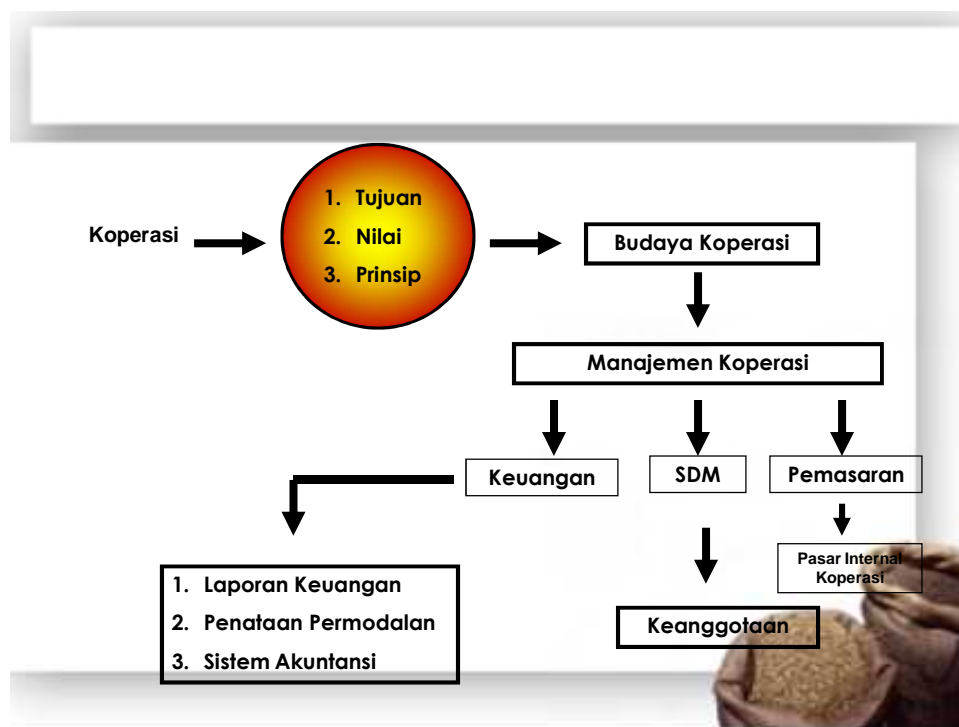 Koperasi
1. Tujuan
2. Nilai
3. Prinsip
Budaya Koperasi
Manajemen Koperasi
Keuangan
SDM
Pemasaran
Pasar Internal
Koperasi
1. Laporan Keuangan
2. Penataan Permodalan
3. Sistem Akuntansi
Keanggotaan